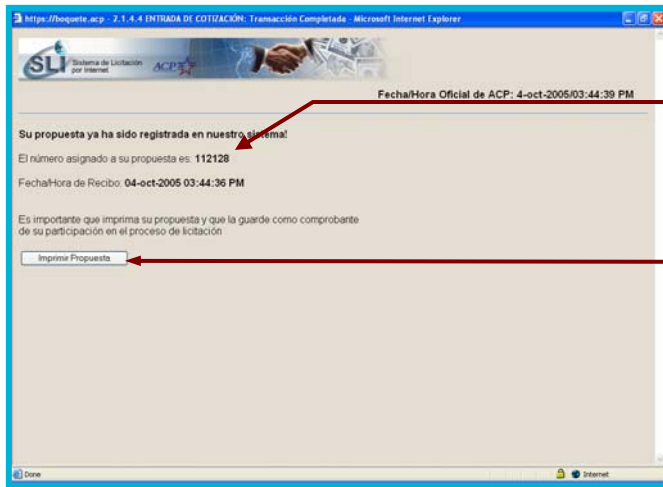 https://boquete.acp - 2.1.4.4 ENTRADA DE COTIZACIÓN: Transacción Completada - Microsoft Internet Explorer
SLI Sistema de Licitación
por Internet
ACP
Fecha/Hora Oficial de ACP: 4-oct-2005/03:44:39 PM
Su propuesta ya ha sido registrada en nuestro sistema!
El número asignado a su propuesta es: 112128
Fecha/Hora de Recibo: 04-oct-2005 03:44:36 PM
Es importante que imprima su propuesta y que la guarde como comprobante
de su participación en el proceso de licitación
Imprimir Propuesta
Done
Internet